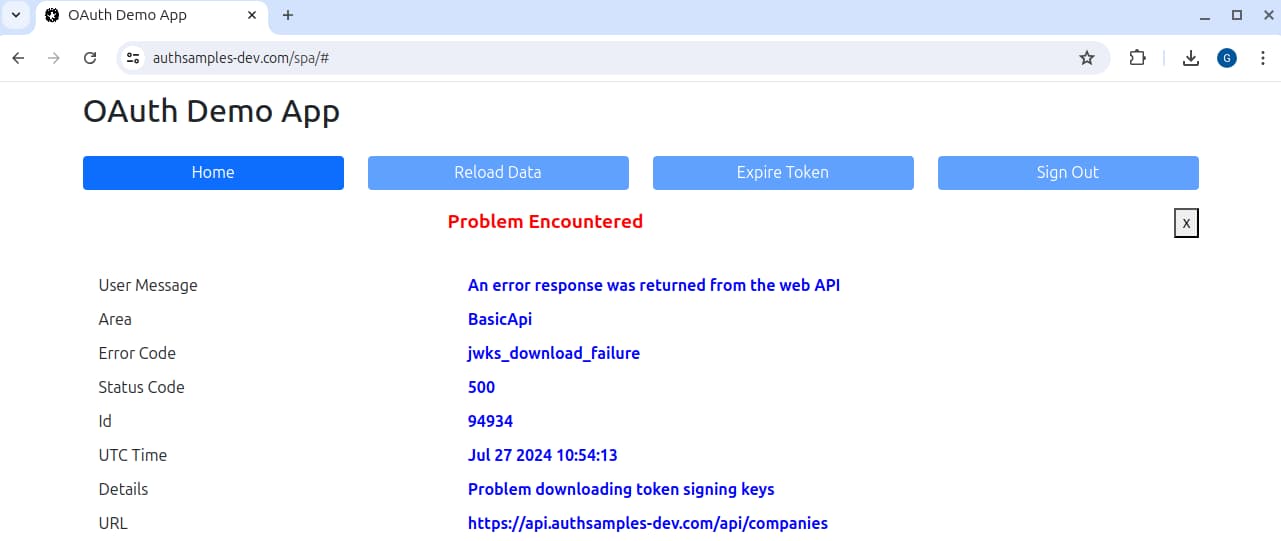 OAuth Demo App
authsamples-dev.com/spa/#
G
OAuth Demo App
Home Reload Data Expire Token Sign Out
Problem Encountered x
User Message An error response was returned from the web API
Area BasicApi
Error Code jwks_download_failure
Status Code 500
Id 94934
UTC Time Jul 27 2024 10:54:13
Details Problem downloading token signing keys
URL https://api.authsamples-dev.com/api/companies